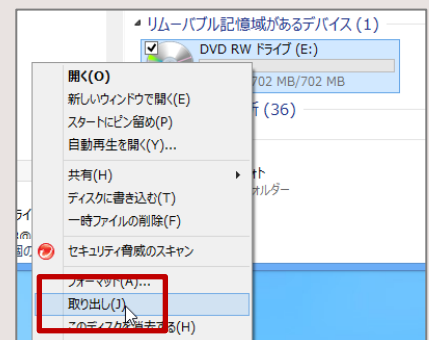 リムーバブル記憶域があるデバイス (1)
DVD RW ドライブ (E:)
702 MB/702 MB
(36)
開く(O)
新しいウィンドウで開く(E)
スタートにピン留め(P)
自動再生を開く(Y)...
共有(H)
ディスクに書き込む(T)
一時ファイルの削除(F)
セキュリティ脅威のスキャン
フォーマット(A)...
取り出し(J)
このディスクを消去する(H)